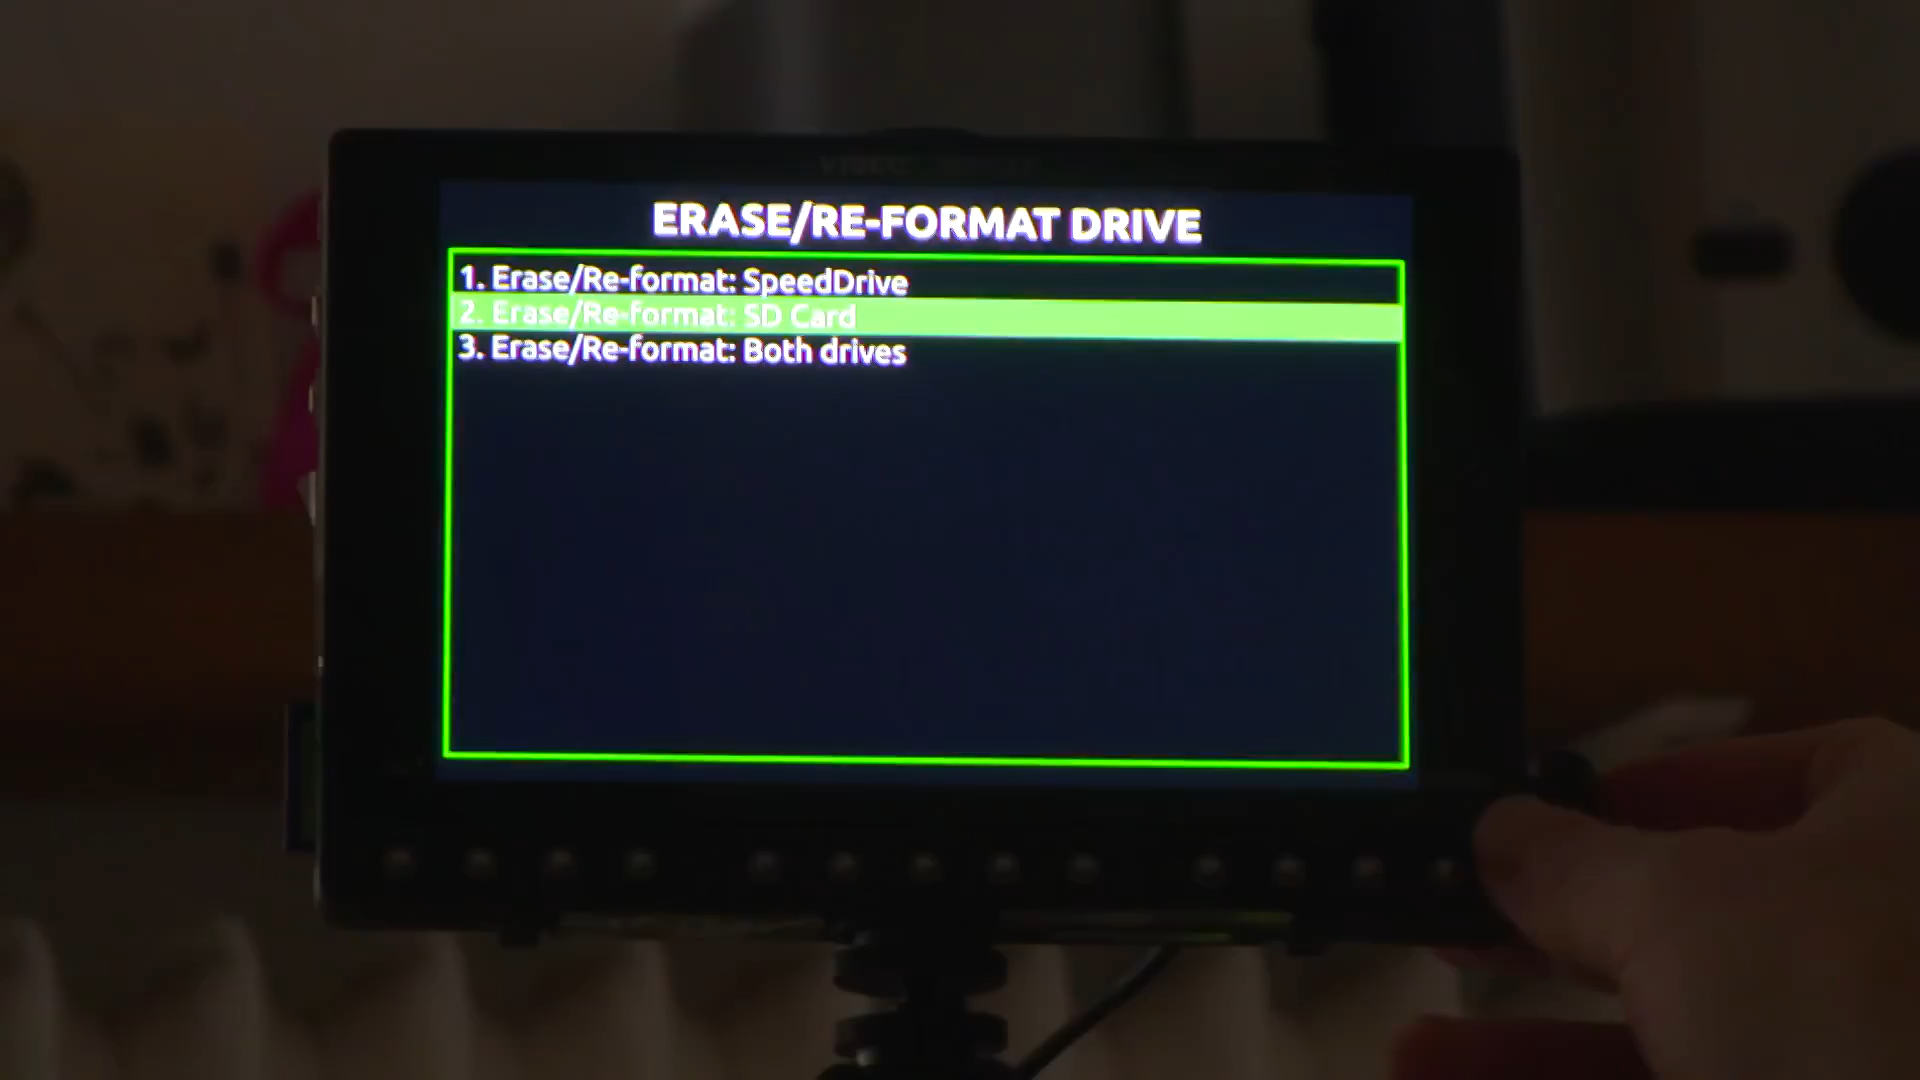 ERASE/RE-FORMAT DRIVE
1. Erase/Re-format: SpeedDrive
2. Erase/Re-format: SD Card
3. Erase/Re-format: Both drives